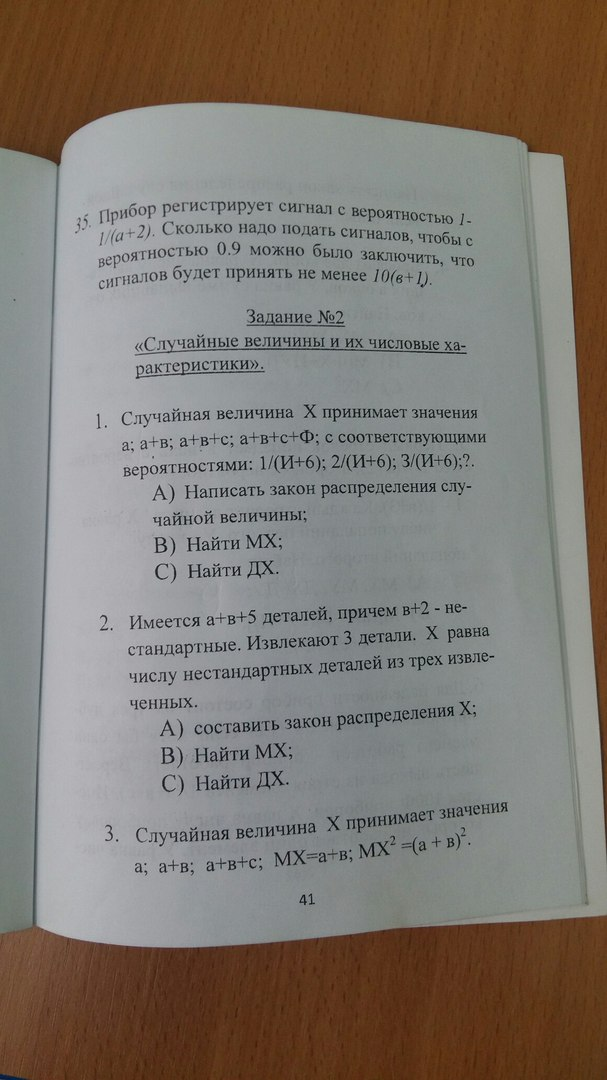 35. Прибор регистрирует сигнал с вероятностью 1-
1/(а+2). Сколько надо подать сигналов, чтобы с
вероятностью 0.9 можно было заключить, что
сигналов будет принять не менее 10(в+1).
Задание №2
«Случайные величины и их числовые ха-
рактеристики».
1. Случайная величина X принимает значения
а; а+в; а+в+с; а+в+с+Ф; с соответствующими
вероятностями: 1/(И+6); 2/(И+6); 3/(И+6);?.
А) Написать закон распределения слу-
чайной величины;
В) Найти МХ;
С) Найти ДХ.
2. Имеется а+в+5 деталей, причем в+2 - не-
стандартные. Извлекают 3 детали. X равна
числу нестандартных деталей из трех извле-
ченных.
А) составить закон распределения X;
В) Найти МХ;
С) Найти ДХ.
3. Случайная величина X принимает значения
а; а+в; а+в+с; МХ=а+в; МХ²=(а + в)².
41